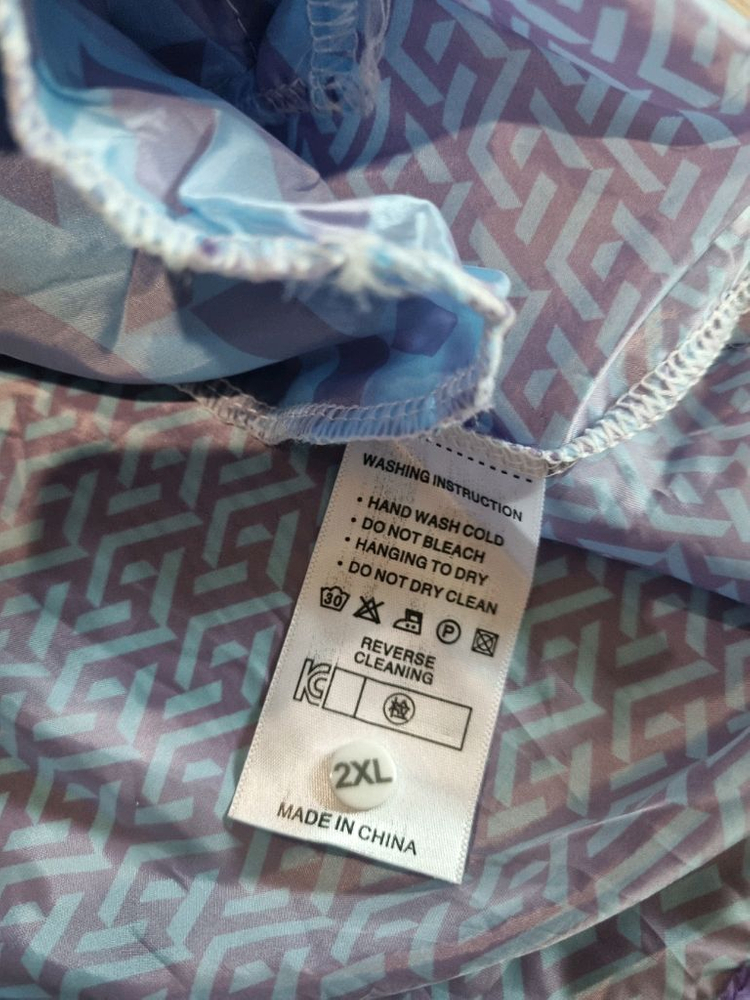 WASHING INSTRUCTION
• HAND WASH COLD
• DO NOT BLEACH
• HANGING TO DRY
• DO NOT DRY CLEAN
30 P
REVERSE
CLEANING
KC
2XL
MADE IN CHINA